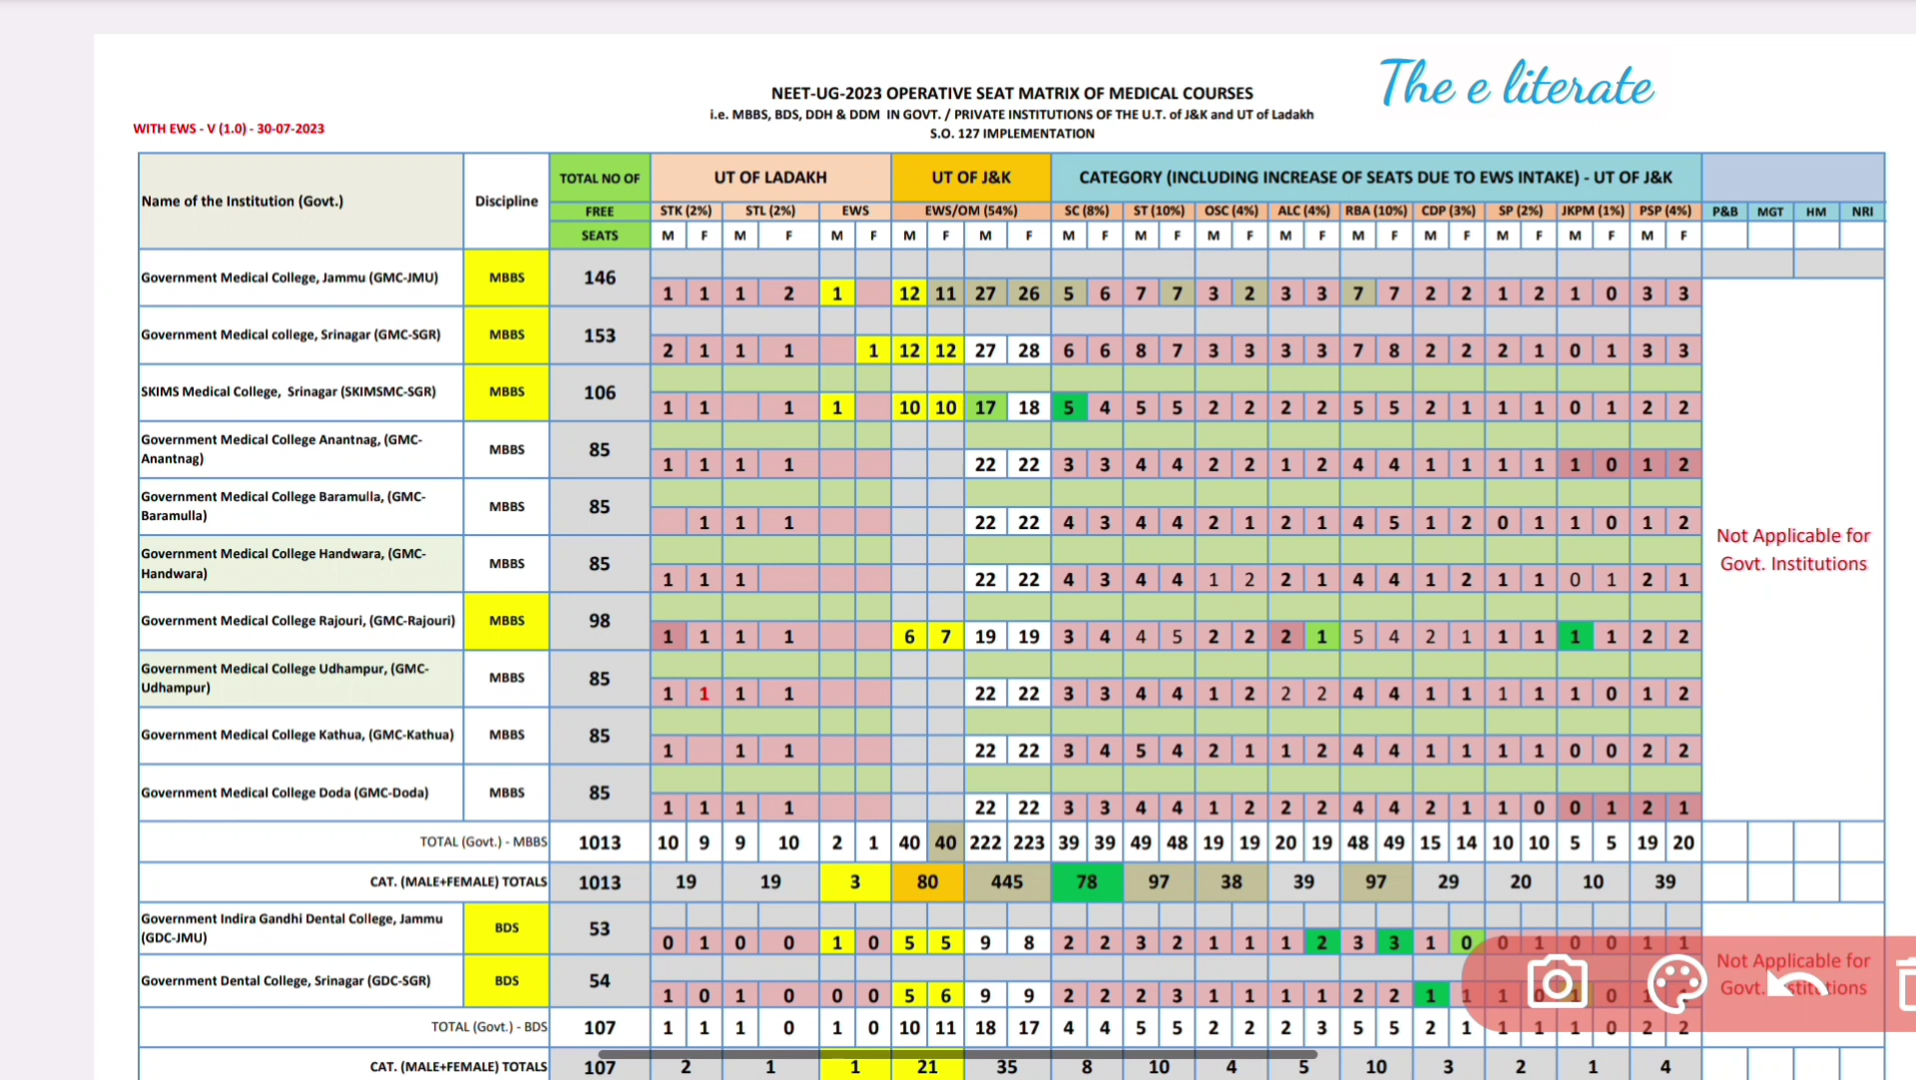 The e literate
NEET-UG-2023 OPERATIVE SEAT MATRIX OF MEDICAL COURSES
i.e. MBBS, BDS, DDH & DDM IN GOVT. / PRIVATE INSTITUTIONS OF THE U.T. of J&K and UT of Ladakh
WITH EWS - V (1.0) - 30-07-2023
S.O. 127 IMPLEMENTATION
Name of the Institution (Govt.) Discipline TOTAL NO OF FREE SEATS UT OF LADAKH UT OF J&K CATEGORY (INCLUDING INCREASE OF SEATS DUE TO EWS INTAKE) - UT OF J&K
STK (2%) STL (2%) EWS EWS/OM (54%) SC (8%) ST (10%) OSC (4%) ALC (4%) RBA (10%) CDP (3%) SP (2%) JKPM (1%) PSP (4%) P&B MGT HM NRI
M F M F M F M F M F M F M F M F M F M F M F M F M F M F
Government Medical College, Jammu (GMC-JMU) MBBS 146 1 1 1 2 1 12 11 27 26 5 6 7 7 3 2 3 3 7 7 2 2 1 2 1 0 3 3
Government Medical college, Srinagar (GMC-SGR) MBBS 153 2 1 1 1 1 12 12 27 28 6 6 8 7 3 3 3 3 7 8 2 2 2 1 0 1 3 3
SKIMS Medical College, Srinagar (SKIMSMC-SGR) MBBS 106 1 1 1 1 10 10 17 18 5 4 5 5 2 2 2 2 5 5 2 1 1 1 0 1 2 2
Government Medical College Anantnag, (GMC-
Anantnag) MBBS 85 1 1 1 1 22 22 3 3 4 4 2 2 1 2 4 4 1 1 1 1 1 0 1 2
Government Medical College Baramulla, (GMC-
Baramulla) MBBS 85 1 1 1 22 22 4 3 4 4 2 1 2 1 4 5 1 2 0 1 1 0 1 2
Not Applicable for
Govt. Institutions
Government Medical College Handwara, (GMC-
Handwara) MBBS 85 1 1 1 22 22 4 3 4 4 1 2 2 1 4 4 1 2 1 1 0 1 2 1
Government Medical College Rajouri, (GMC-Rajouri) MBBS 98 1 1 1 1 6 7 19 19 3 4 4 5 2 2 2 1 5 4 2 1 1 1 1 1 2 2
Government Medical College Udhampur, (GMC-
Udhampur) MBBS 85 1 1 1 1 22 22 3 3 4 4 1 2 2 2 4 4 1 1 1 1 1 0 1 2
Government Medical College Kathua, (GMC-Kathua) MBBS 85 1 1 1 22 22 3 4 5 4 2 1 1 2 4 4 1 1 1 1 0 0 2 2
Government Medical College Doda (GMC-Doda) MBBS 85 1 1 1 1 22 22 3 3 4 4 1 2 2 2 4 4 2 1 1 0 0 1 2 1
TOTAL (Govt.) - MBBS 1013 10 9 9 10 2 1 40 40 222 223 39 39 49 48 19 19 20 19 48 49 15 14 10 10 5 5 19 20
CAT. (MALE+FEMALE) TOTALS 1013 19 19 3 80 445 78 97 38 39 97 29 20 10 39
Government Indira Gandhi Dental College, Jammu
(GDC-JMU) BDS 53 0 1 0 0 1 0 5 5 9 8 2 2 3 2 1 1 1 2 3 3 1 0 0 1 0 0 1 1
Government Dental College, Srinagar (GDC-SGR) BDS 54 1 0 1 0 0 0 5 6 9 9 2 2 2 3 1 1 1 1 2 2 1 1 1 0 1 0 1
Not Applicable for
Govt. Institutions
TOTAL (Govt.) - BDS 107 1 1 1 0 1 0 10 11 18 17 4 4 5 5 2 2 2 3 5 5 2 1 1 1 1 0 2 2
CAT. (MALE+FEMALE) TOTALS 107 2 1 1 21 35 8 10 4 5 10 3 2 1 4